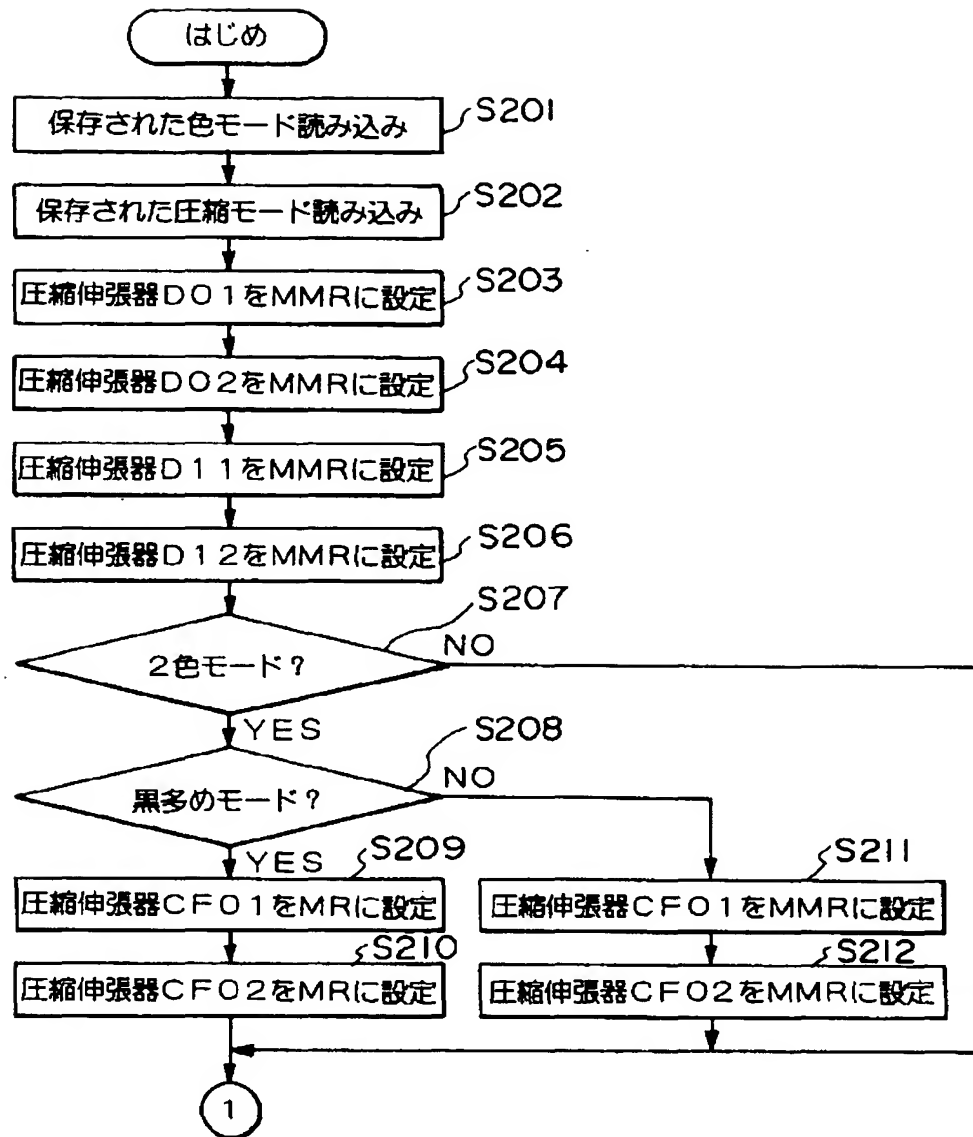 はじめ
保存された色モード読み込み
S201
保存された圧縮モード読み込み
S202
圧縮伸張器D01をMMRに設定
S203
圧縮伸張器D02をMMRに設定
S204
圧縮伸張器D11をMMRに設定
S205
圧縮伸張器D12をMMRに設定
S206
2色モード?
S207
NO
YES
黒多めモード?
S208
NO
YES
圧縮伸張器CF01をMRに設定
S209
圧縮伸張器CF01をMMRに設定
S211
圧縮伸張器CF02をMRに設定
S210
圧縮伸張器CF02をMMRに設定
S212
1